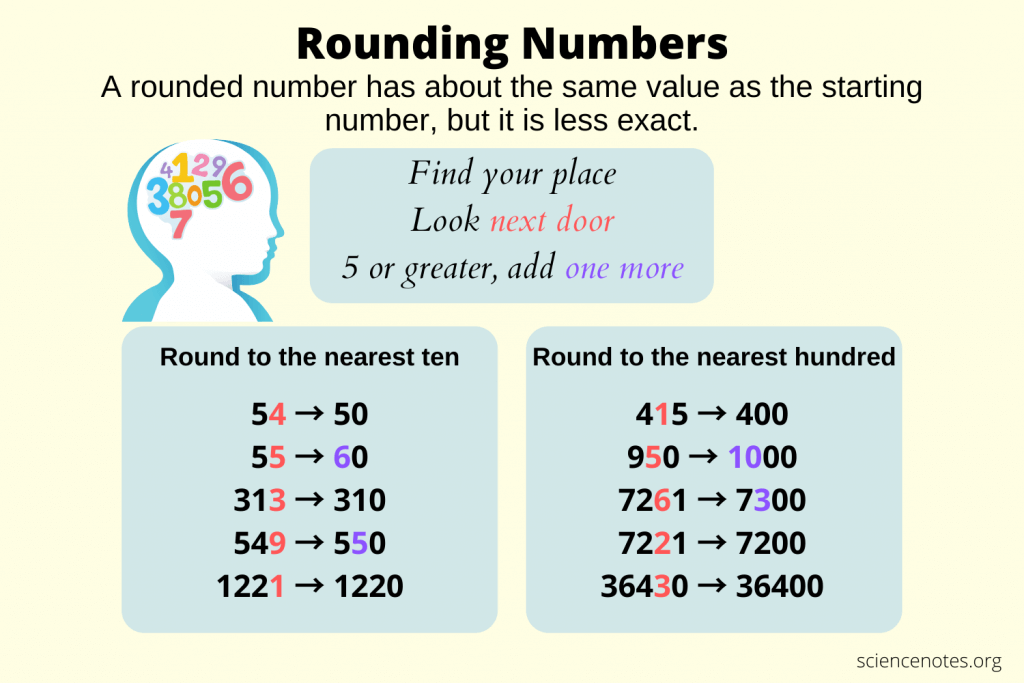 Rounding Numbers
A rounded number has about the same value as the starting
number, but it is less exact.
41296
3805
7
Find your place
Look next door
5 or greater, add one more
Round to the nearest ten
54 → 50
55 → 60
313 → 310
549 → 550
1221 → 1220
Round to the nearest hundred
415 → 400
950 → 1000
7261 → 7300
7221 → 7200
36430 → 36400
sciencenotes.org